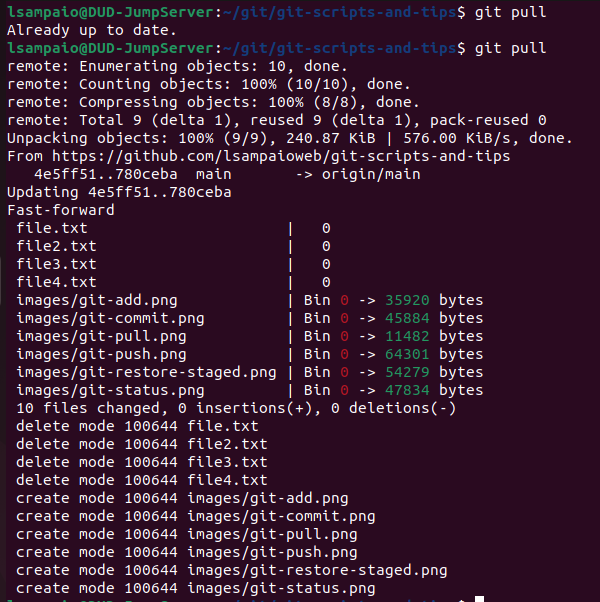 lsampaio@DUD-JumpServer:~/git/git-scripts-and-tips$ git pull
Already up to date.
lsampaio@DUD-JumpServer:~/git/git-scripts-and-tips$ git pull
remote: Enumerating objects: 10, done.
remote: Counting objects: 100% (10/10), done.
remote: Compressing objects: 100% (8/8), done.
remote: Total 9 (delta 1), reused 9 (delta 1), pack-reused 0
Unpacking objects: 100% (9/9), 240.87 KiB | 576.00 KiB/s, done.
From https://github.com/lsampaioweb/git-scripts-and-tips
   4e5ff51..780ceba  main       -> origin/main
Updating 4e5ff51..780ceba
Fast-forward
 file.txt                      |   0
 file2.txt                     |   0
 file3.txt                     |   0
 file4.txt                     |   0
 images/git-add.png            | Bin 0 -> 35920 bytes
 images/git-commit.png         | Bin 0 -> 45884 bytes
 images/git-pull.png           | Bin 0 -> 11482 bytes
 images/git-push.png           | Bin 0 -> 64301 bytes
 images/git-restore-staged.png | Bin 0 -> 54279 bytes
 images/git-status.png         | Bin 0 -> 47834 bytes
 10 files changed, 0 insertions(+), 0 deletions(-)
 delete mode 100644 file.txt
 delete mode 100644 file2.txt
 delete mode 100644 file3.txt
 delete mode 100644 file4.txt
 create mode 100644 images/git-add.png
 create mode 100644 images/git-commit.png
 create mode 100644 images/git-pull.png
 create mode 100644 images/git-push.png
 create mode 100644 images/git-restore-staged.png
 create mode 100644 images/git-status.png
lsampaio@DUD-JumpServer:~/git/git-scripts-and-tips$